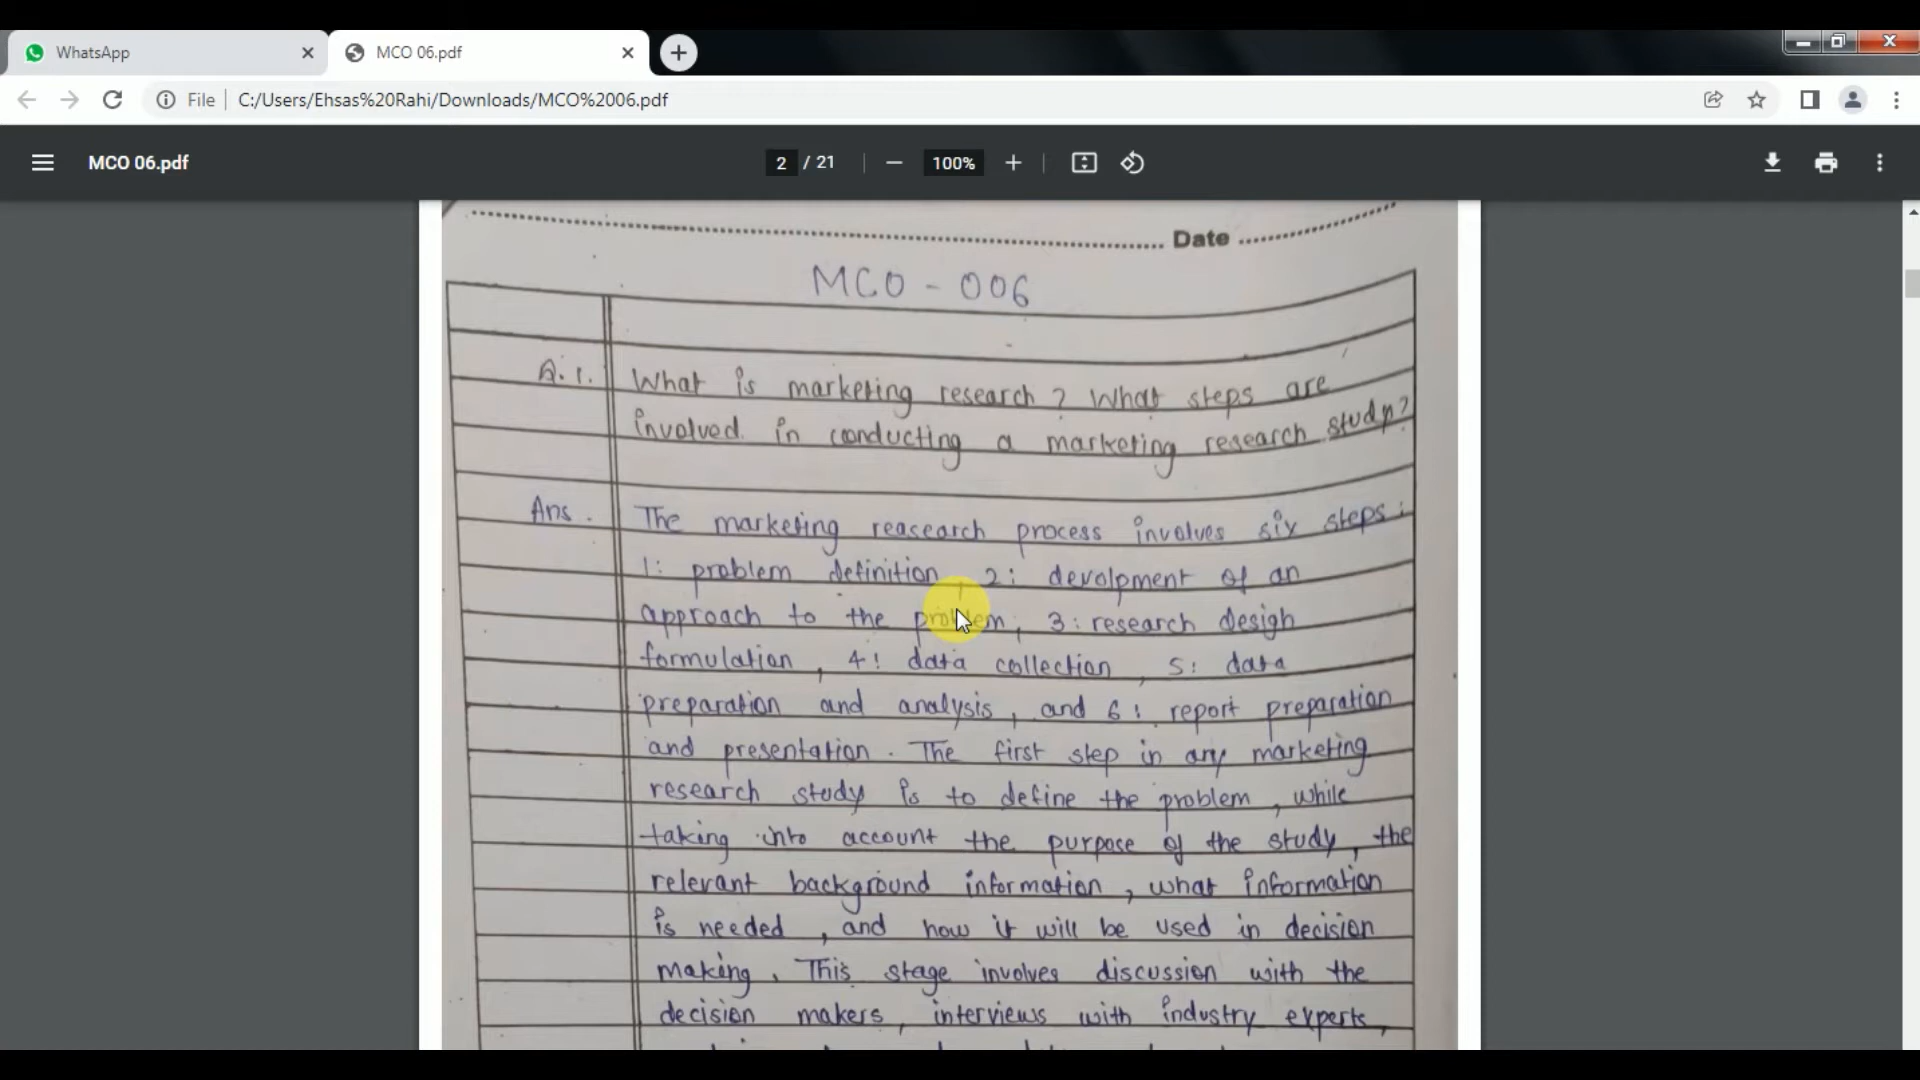 WhatsApp
MCO 06.pdf
File
C:/Users/Ehsas%20Rahi/Downloads/MCO%2006.pdf
MCO 06.pdf
2 / 21
100%
Date
MCO - 006
Q.1. What is marketing research? What steps are
involved in conducting a marketing research study?
Ans. The marketing reasearch process involves six steps:
1: problem definition, 2: devolpment of an
approach to the problem, 3: research design
formulation, 4: data collection, 5: data
preparation and analysis, and 6: report preparation
and presentation. The first step in any marketing
research study is to define the problem, while
taking into account the purpose of the study, the
relevant background information, what information
is needed, and how it will be used in decision
making. This stage involves discussion with the
decision makers, interviews with industry experts,